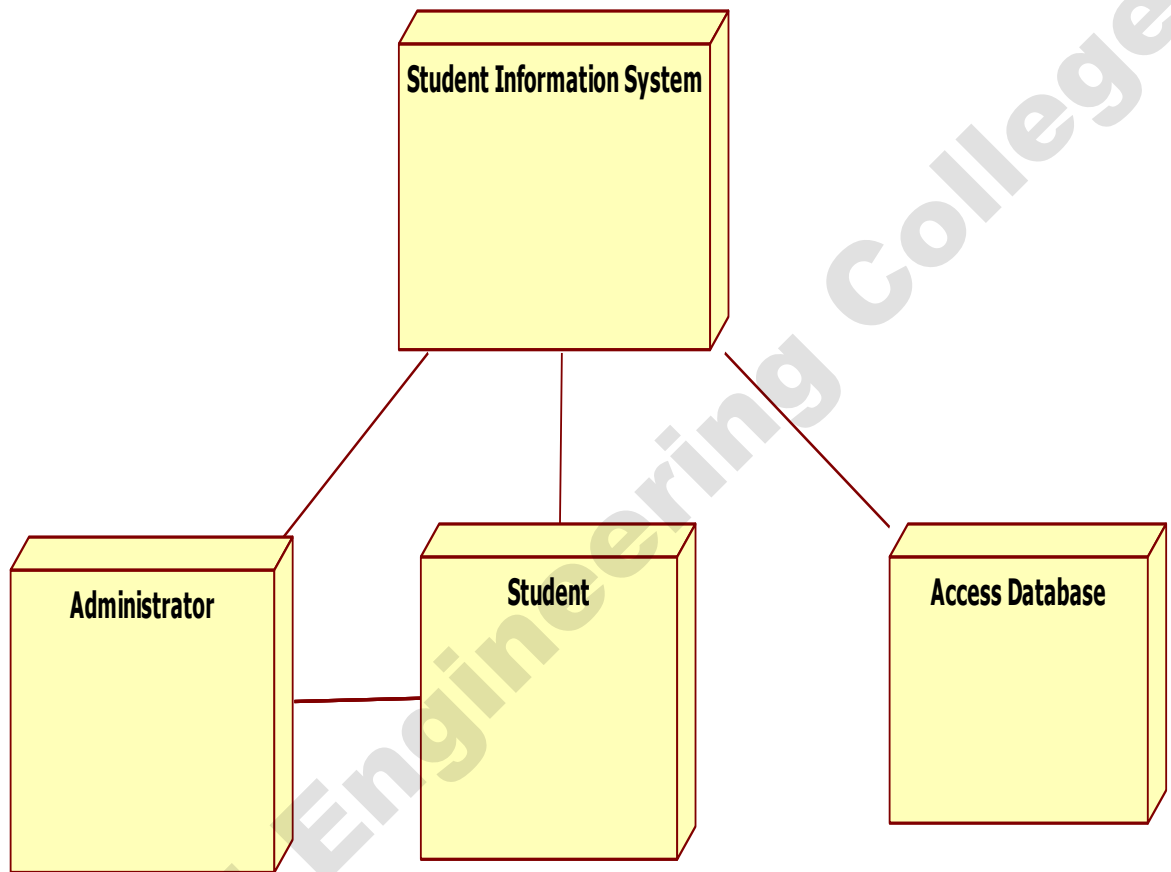 Student Information System
Administrator
Student
Access Database
Engineering College